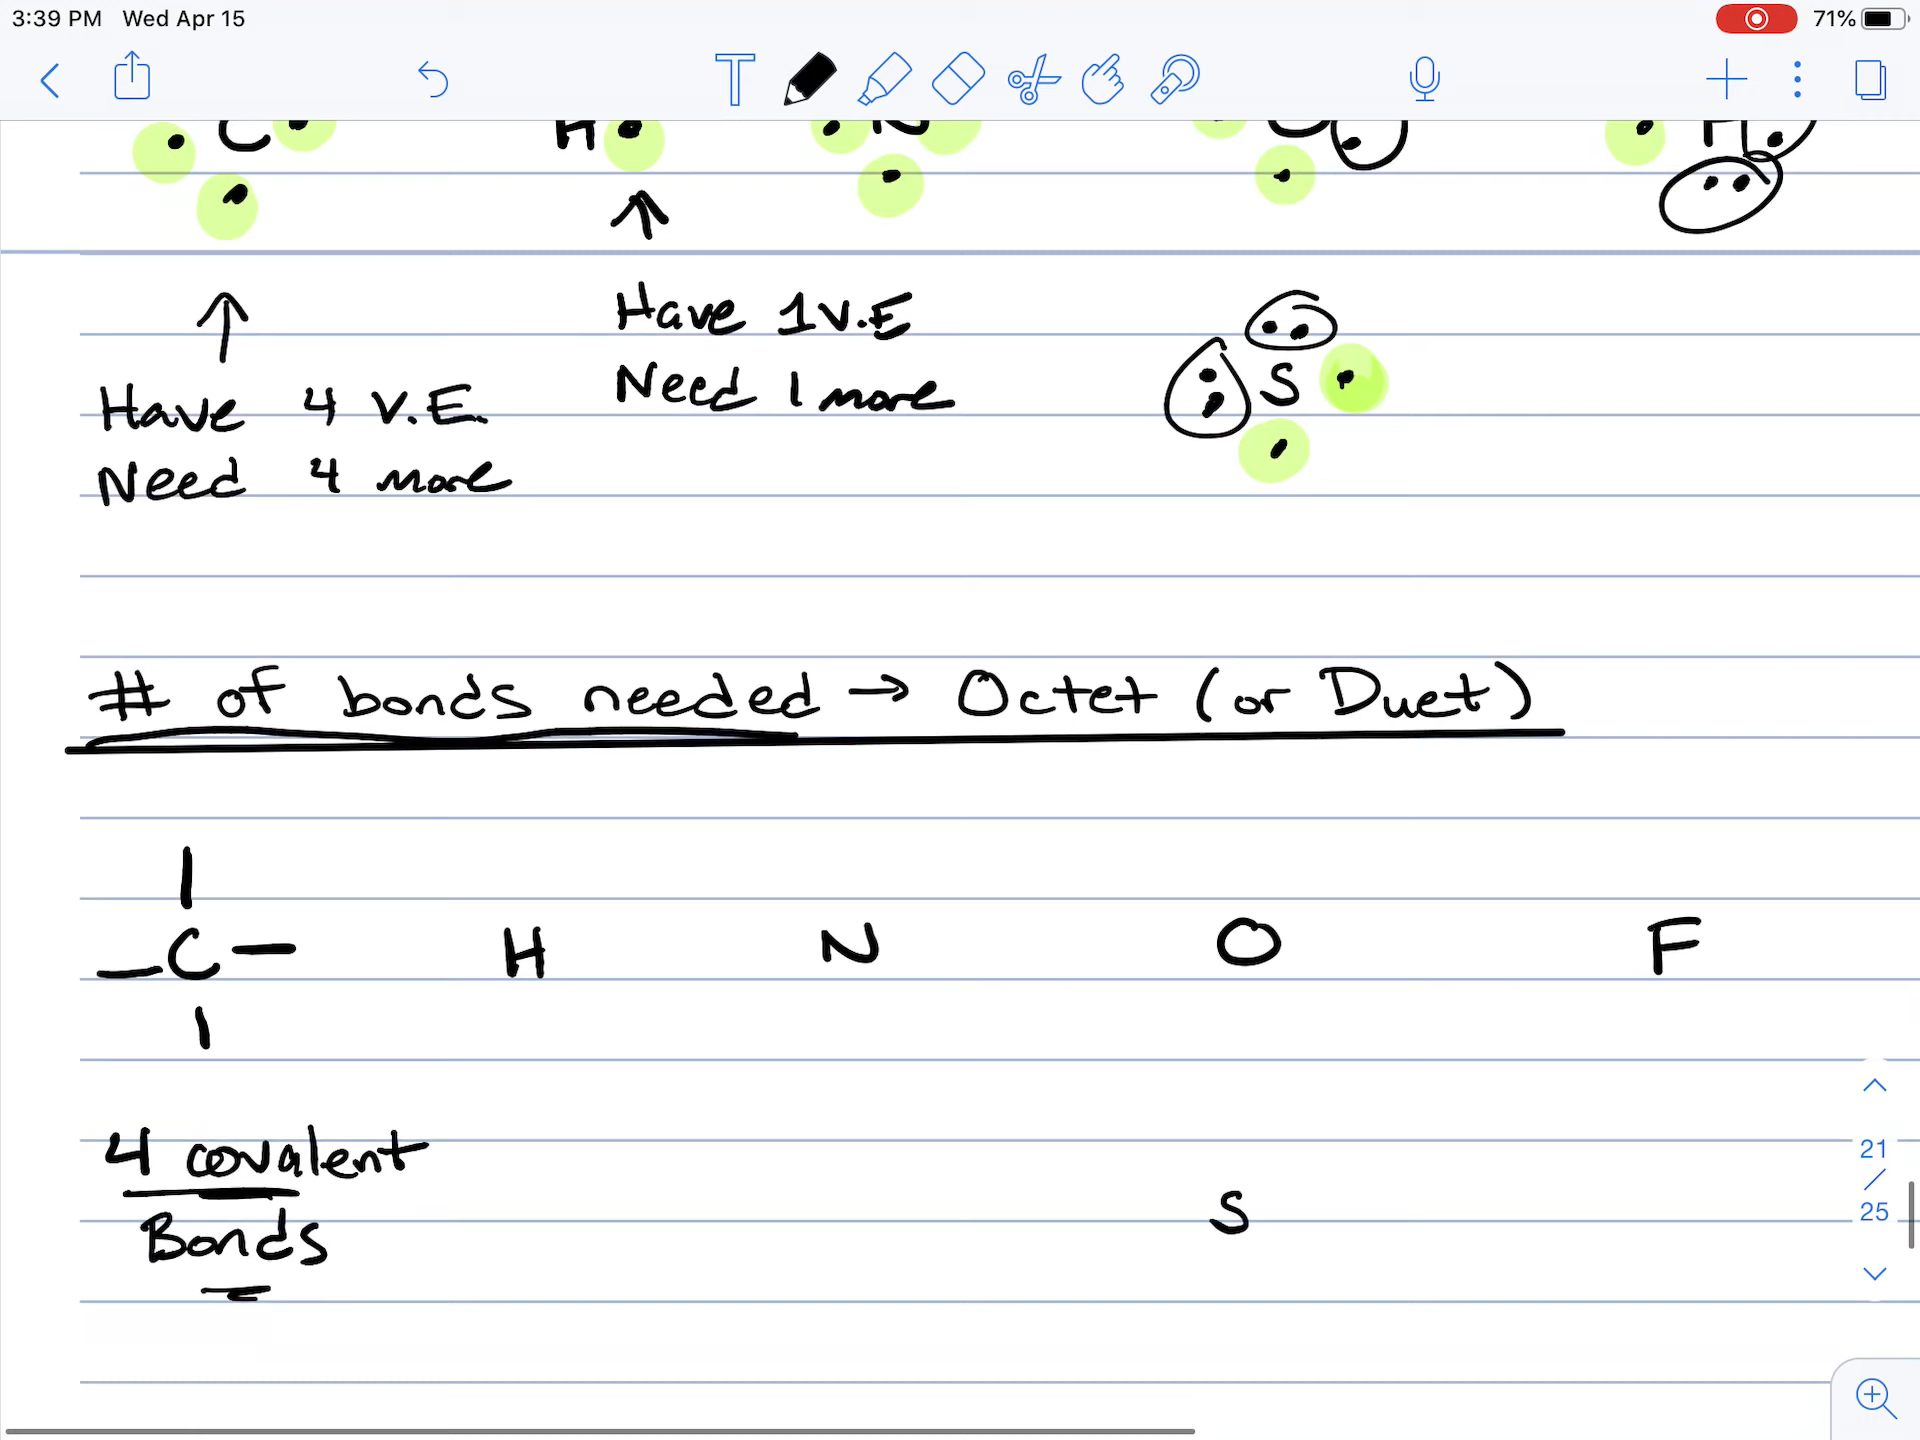 3:39 PM Wed Apr 15 71%
T
C H N
Have 1 V.E
Need 1 more
S
Have 4 V.E.
Need 4 more
# of bonds needed → Octet (or Duet)
C H N O F
4 covalent
Bonds
S
21
/
25